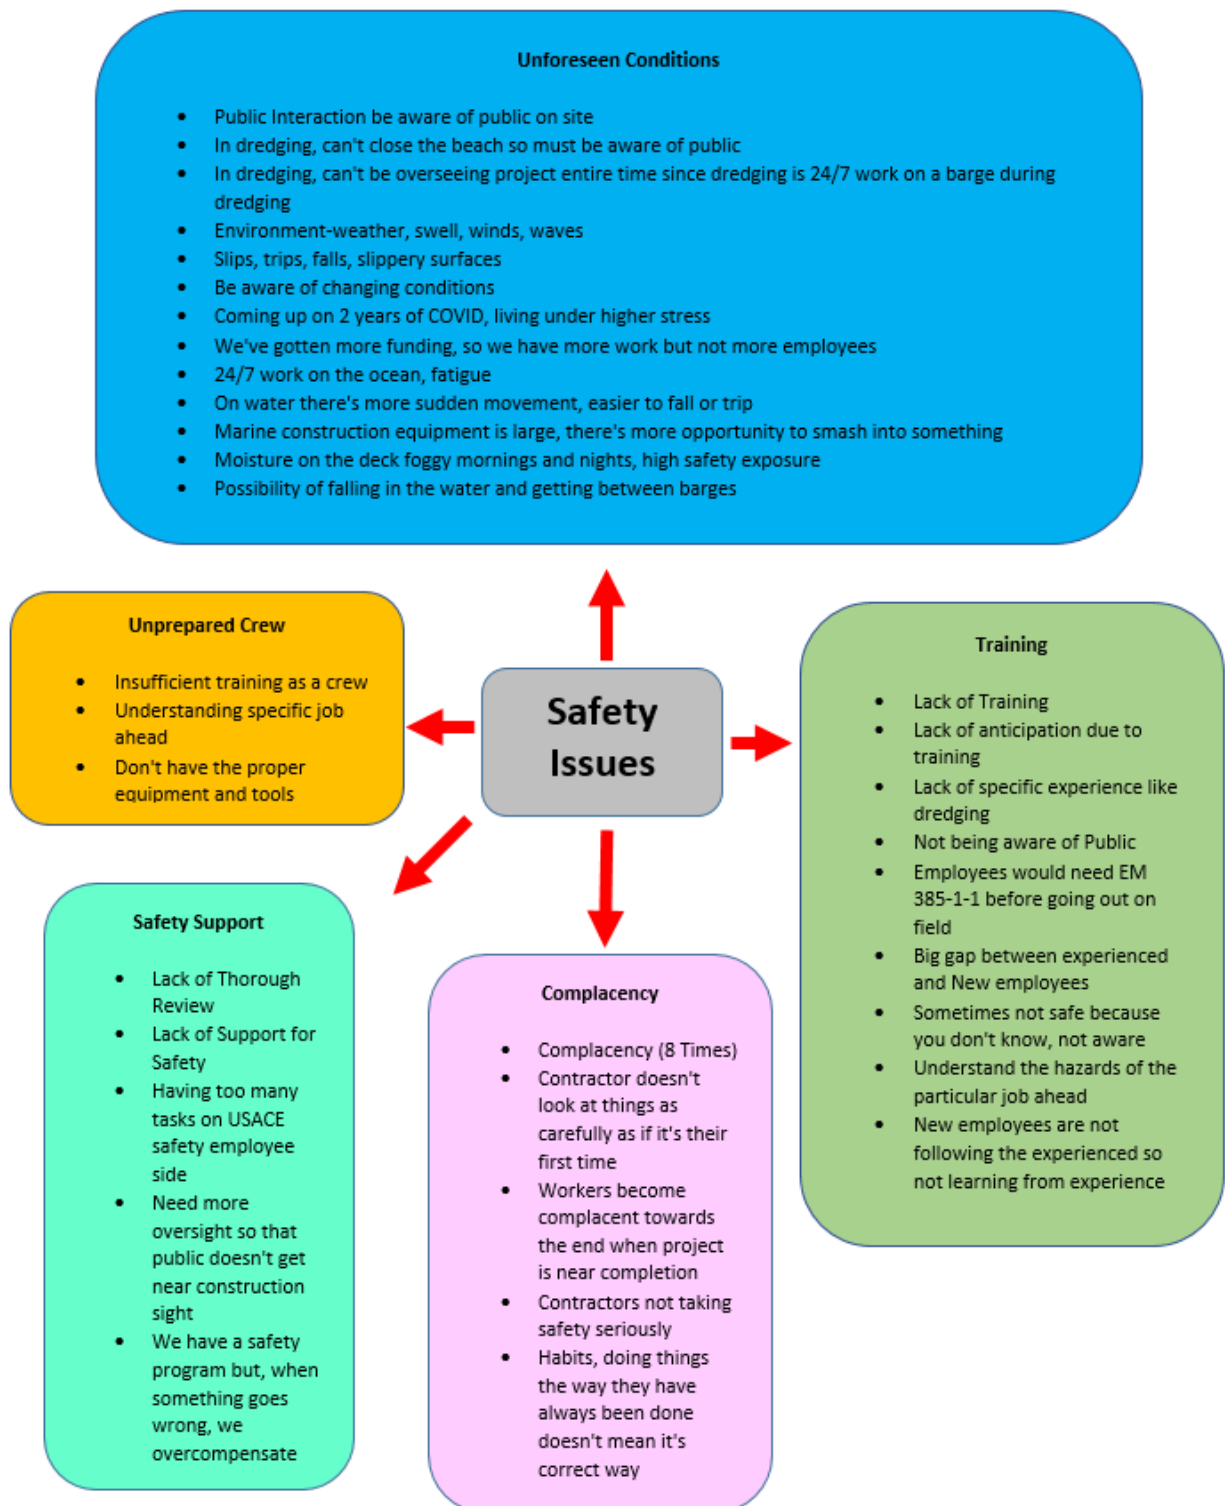 Unforeseen Conditions
• Public Interaction be aware of public on site
• In dredging, can't close the beach so must be aware of public
• In dredging, can't be overseeing project entire time since dredging is 24/7 work on a barge during
dredging
• Environment-weather, swell, winds, waves
• Slips, trips, falls, slippery surfaces
• Be aware of changing conditions
• Coming up on 2 years of COVID, living under higher stress
• We've gotten more funding, so we have more work but not more employees
• 24/7 work on the ocean, fatigue
• On water there's more sudden movement, easier to fall or trip
• Marine construction equipment is large, there's more opportunity to smash into something
• Moisture on the deck foggy mornings and nights, high safety exposure
• Possibility of falling in the water and getting between barges
Unprepared Crew
• Insufficient training as a crew
• Understanding specific job
ahead
• Don't have the proper
equipment and tools
Safety
Issues
Training
• Lack of Training
• Lack of anticipation due to
training
• Lack of specific experience like
dredging
• Not being aware of Public
• Employees would need EM
385-1-1 before going out on
field
• Big gap between experienced
and New employees
• Sometimes not safe because
you don't know, not aware
• Understand the hazards of the
particular job ahead
• New employees are not
following the experienced so
not learning from experience
Safety Support
• Lack of Thorough
Review
• Lack of Support for
Safety
• Having too many
tasks on USACE
safety employee
side
• Need more
oversight so that
public doesn't get
near construction
sight
• We have a safety
program but, when
something goes
wrong, we
overcompensate
Complacency
• Complacency (8 Times)
• Contractor doesn't
look at things as
carefully as if it's their
first time
• Workers become
complacent towards
the end when project
is near completion
• Contractors not taking
safety seriously
• Habits, doing things
the way they have
always been done
doesn't mean it's
correct way